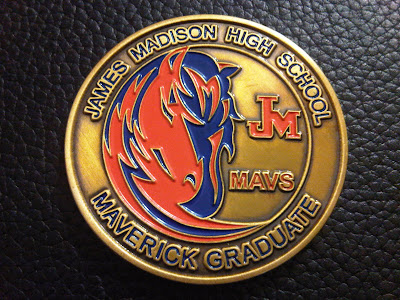 JAMES MADISON HIGH SCHOOL
JM
MAVS
MAVERICK GRADUATE